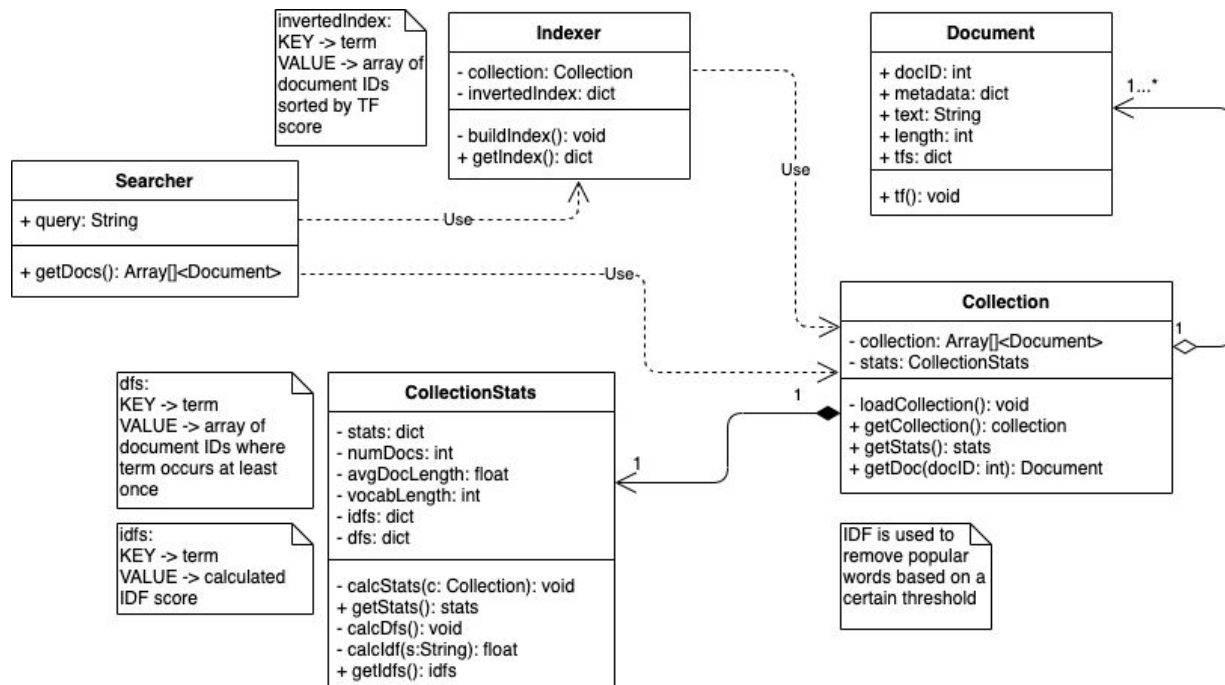 invertedIndex:
KEY -> term
VALUE -> array of
document IDs
sorted by TF
score
Indexer
- collection: Collection
- invertedIndex: dict
- buildIndex(): void
+ getIndex(): dict
Document
+ docID: int
+ metadata: dict
+ text: String
+ length: int
+ tfs: dict
+ tf(): void
1...*
Use
Searcher
+ query: String
+ getDocs(): Array[]<Document>
Use
Use
Collection
- collection: Array[]<Document>
- stats: CollectionStats
- loadCollection(): void
+ getCollection(): collection
+ getStats(): stats
+ getDoc(docID: int): Document
1
1
1
dfs:
KEY -> term
VALUE -> array of
document IDs where
term occurs at least
once
CollectionStats
- stats: dict
- numDocs: int
- avgDocLength: float
- vocabLength: int
- idfs: dict
- dfs: dict
- calcStats(c: Collection): void
+ getStats(): stats
- calcDfs(): void
- calcIdf(s:String): float
+ getIdfs(): idfs
idfs:
KEY -> term
VALUE -> calculated
IDF score
IDF is used to
remove popular
words based on a
certain threshold